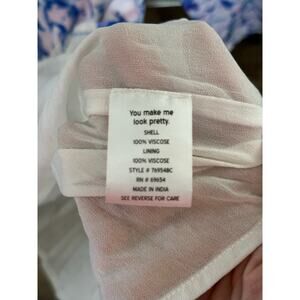 You make me
look pretty.
SHELL
100% VISCOSE
LINING
100% VISCOSE
STYLE # 769548C
RN # 69654
MADE IN INDIA
SEE REVERSE FOR CARE